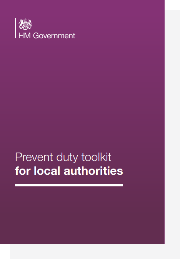 HM Government
Prevent duty toolkit
for local authorities